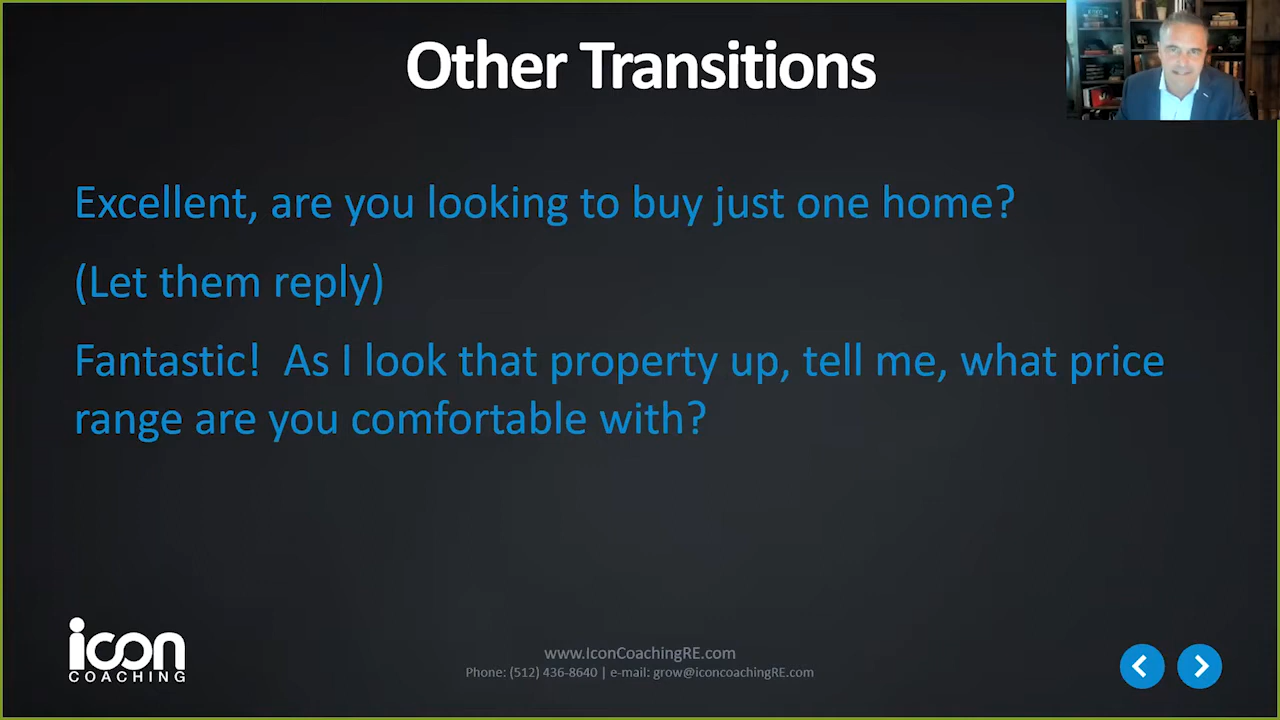 Other Transitions
Excellent, are you looking to buy just one home?
(Let them reply)
Fantastic!  As I look that property up, tell me, what price
range are you comfortable with?
icon
COACHING
www.IconCoachingRE.com
Phone: (512) 436-8640 | e-mail: grow@iconcoachingRE.com